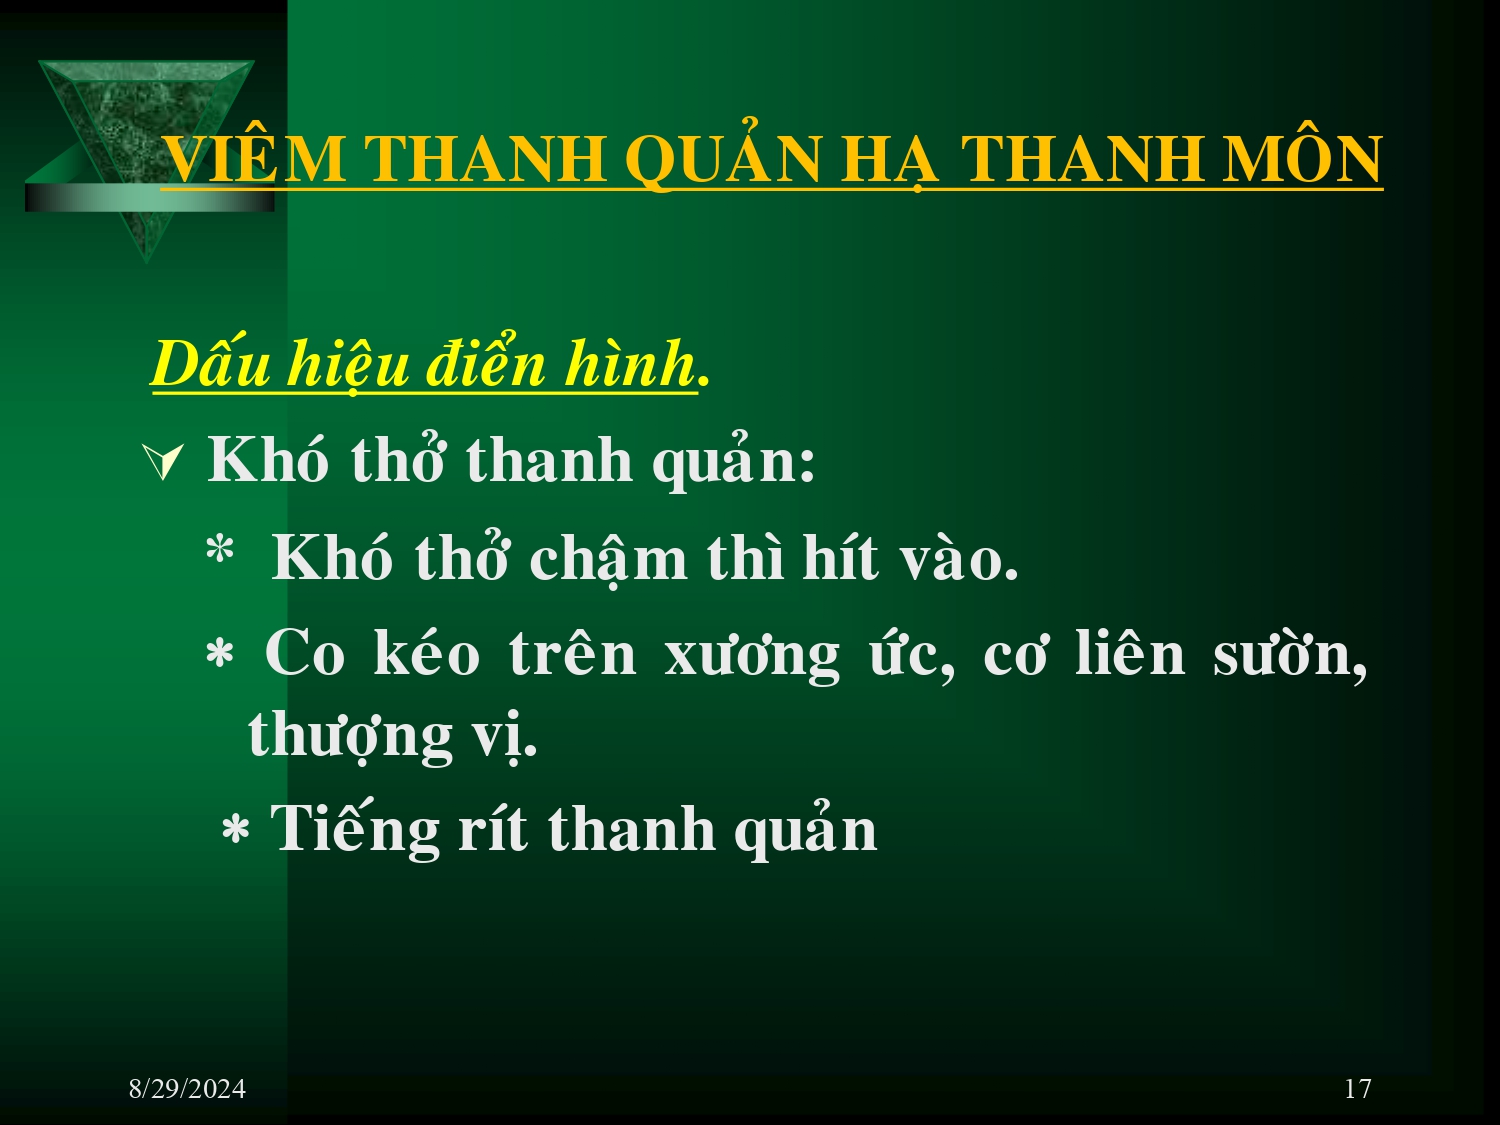 VIÊM THANH QUẢN HẠ THANH MÔN
Dấu hiệu điển hình.
Khó thở thanh quản:
* Khó thở chậm thì hít vào.
* Co kéo trên xương ức, cơ liên sườn,
thượng vị.
* Tiếng rít thanh quản
8/29/2024
17